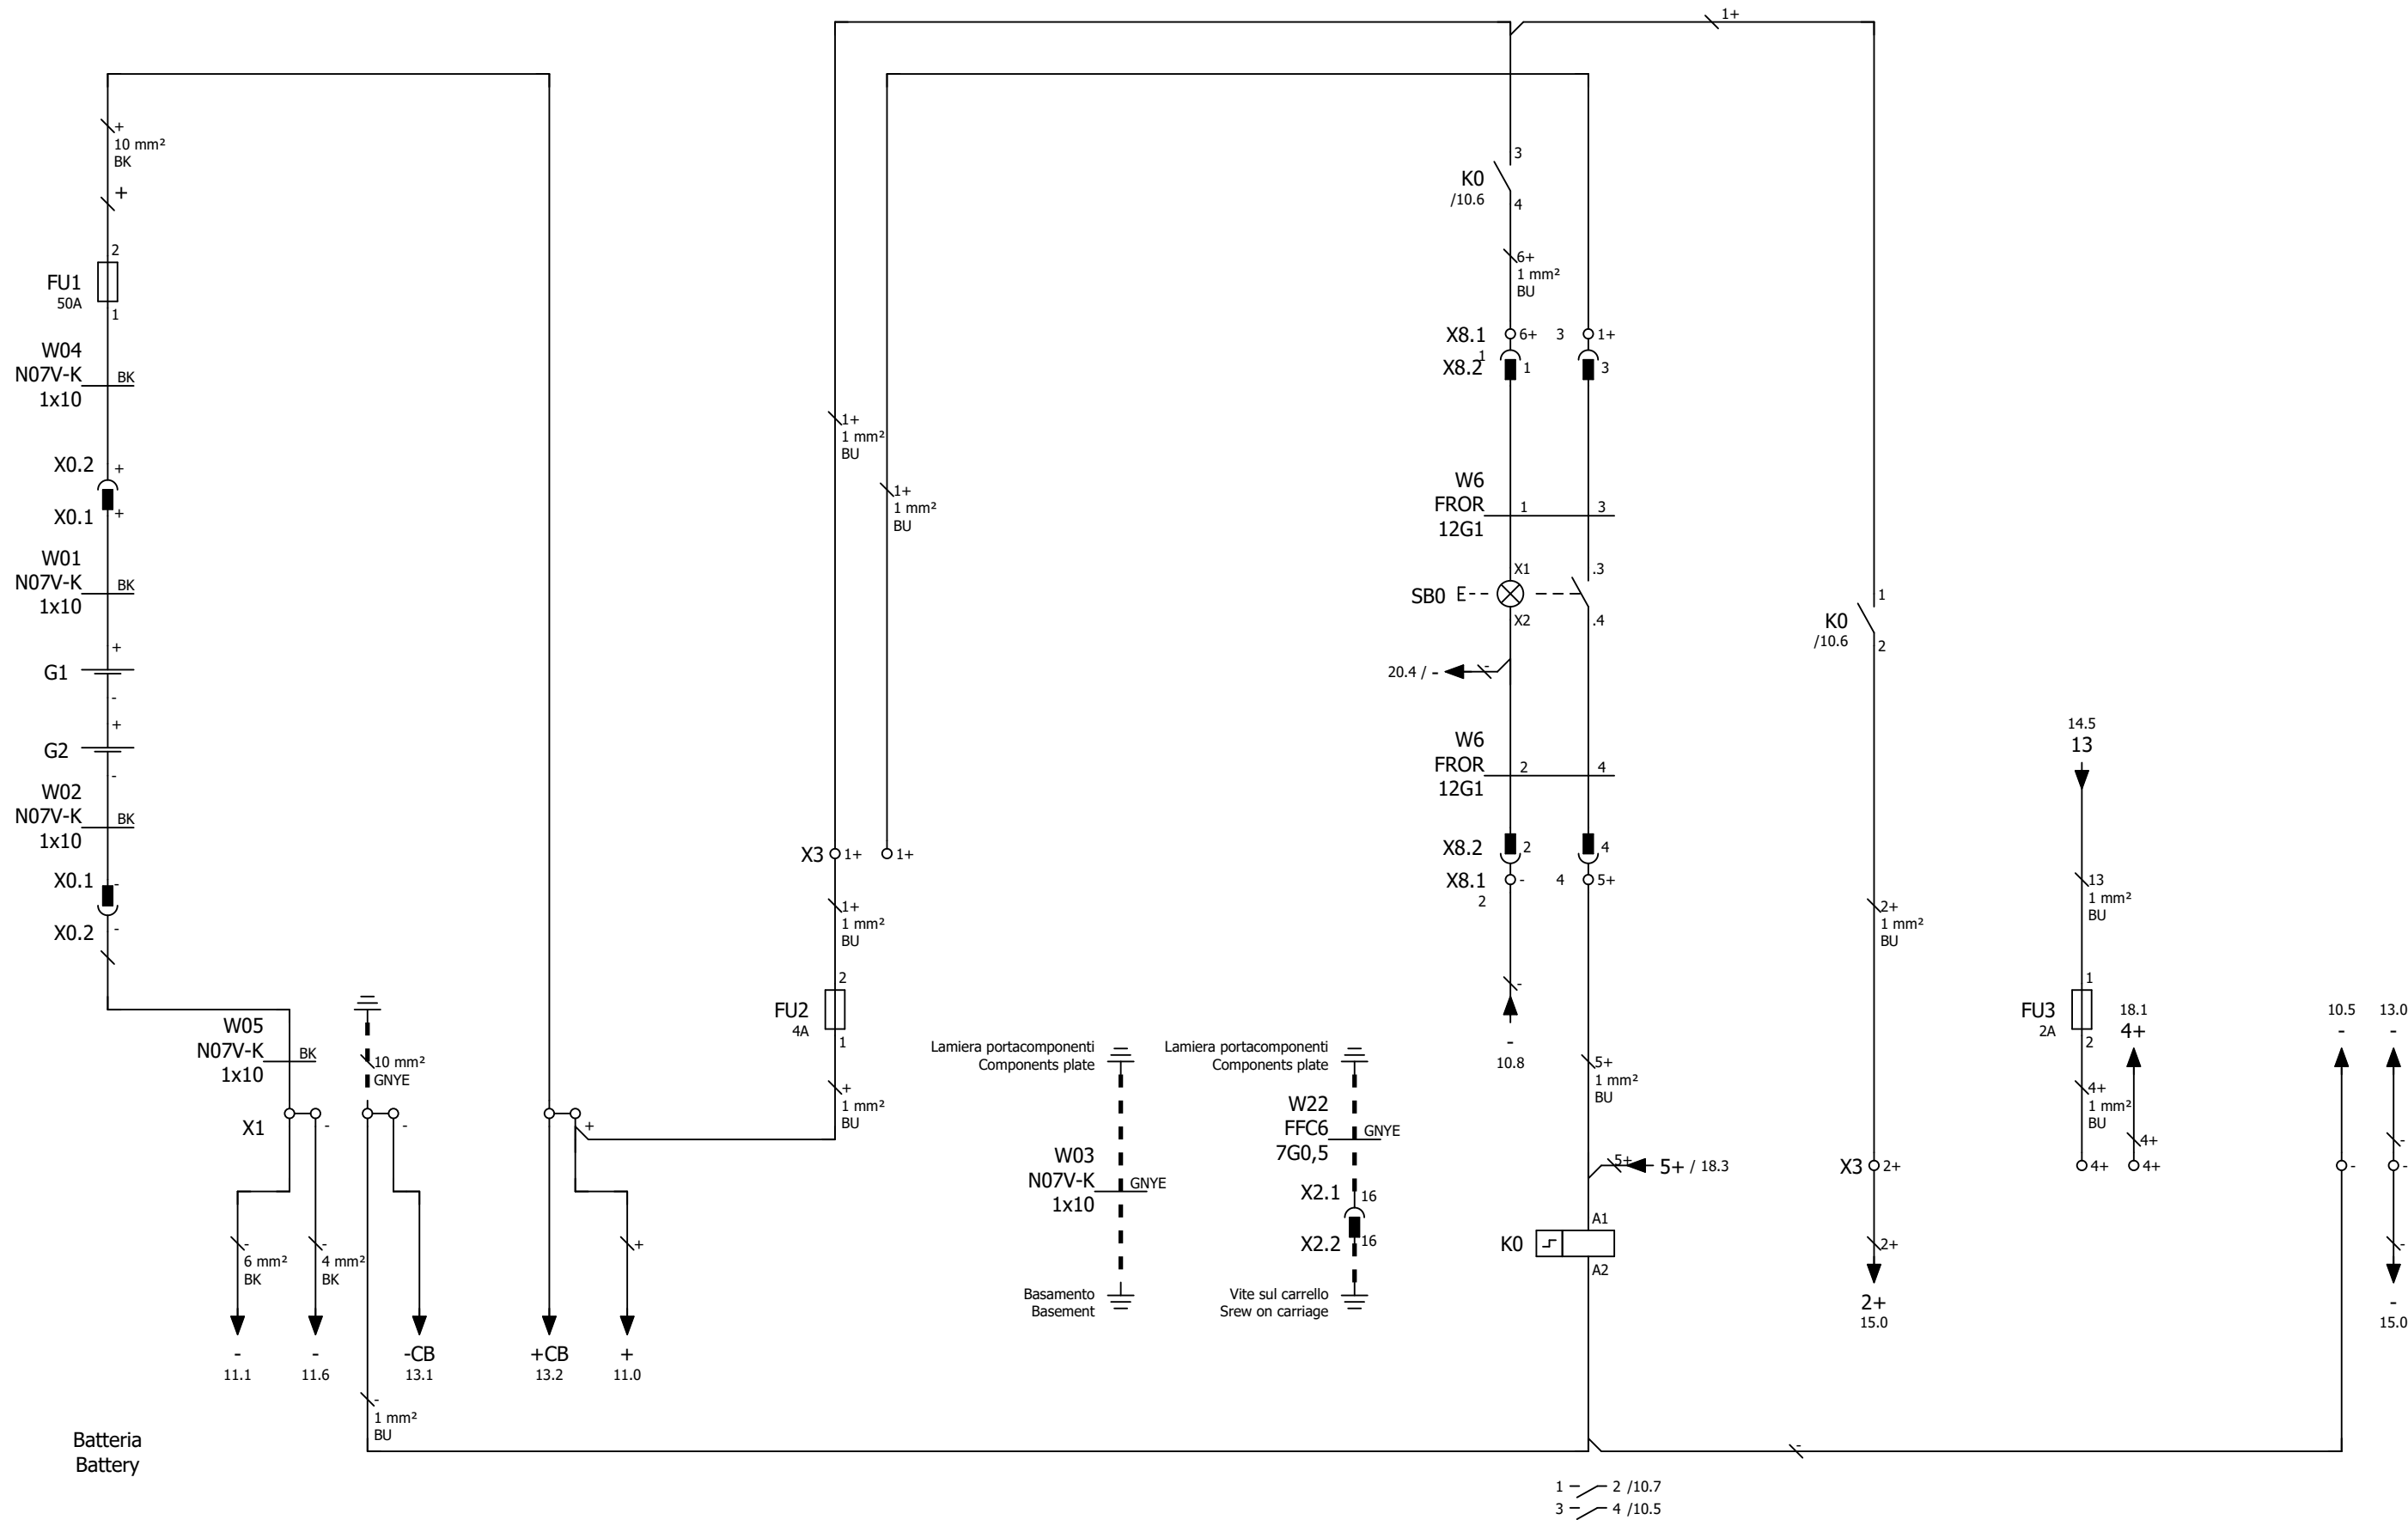 1+
+
10 mm²
BK
+
2
FU1
50A
1
W04
N07V-K
1x10
BK
X0.2
+
X0.1
+
W01
N07V-K
1x10
BK
+
G1
-
+
G2
-
W02
N07V-K
1x10
BK
X0.1
-
X0.2
-
W05
N07V-K
1x10
BK
10 mm²
GNYE
X1
-
-
+
-
6 mm²
BK
-
4 mm²
BK
+
-
11.1
-
11.6
-CB
13.1
+CB
13.2
+
11.0
-
1 mm²
BU
Batteria
Battery
1+
1 mm²
BU
1+
1 mm²
BU
X3
1+
1+
1+
1 mm²
BU
2
FU2
4A
1
+
1 mm²
BU
Lamiera portacomponenti
Components plate
W03
N07V-K
1x10
GNYE
Basamento
Basement
Lamiera portacomponenti
Components plate
W22
FFC6
7G0,5
GNYE
X2.1
16
X2.2
16
Vite sul carrello
Srew on carriage
3
K0
/10.6
4
6+
1 mm²
BU
X8.1
6+
3
1+
1
X8.2
1
3
W6
FROR
12G1
1
3
X1
.3
SB0
E
X2
.4
20.4 / -
-
W6
FROR
12G1
2
4
X8.2
2
4
X8.1
-
4
5+
2
-
-
10.8
5+
1 mm²
BU
5+
5+ / 18.3
A1
K0
A2
-
1
2 /10.7
3
4 /10.5
1
K0
/10.6
2
2+
1 mm²
BU
X3
2+
2+
2+
15.0
14.5
13
13
1 mm²
BU
1
FU3
2A
2
4+
1 mm²
BU
4+
18.1
4+
4+
4+
10.5
-
-
13.0
-
-
-
-
-
15.0